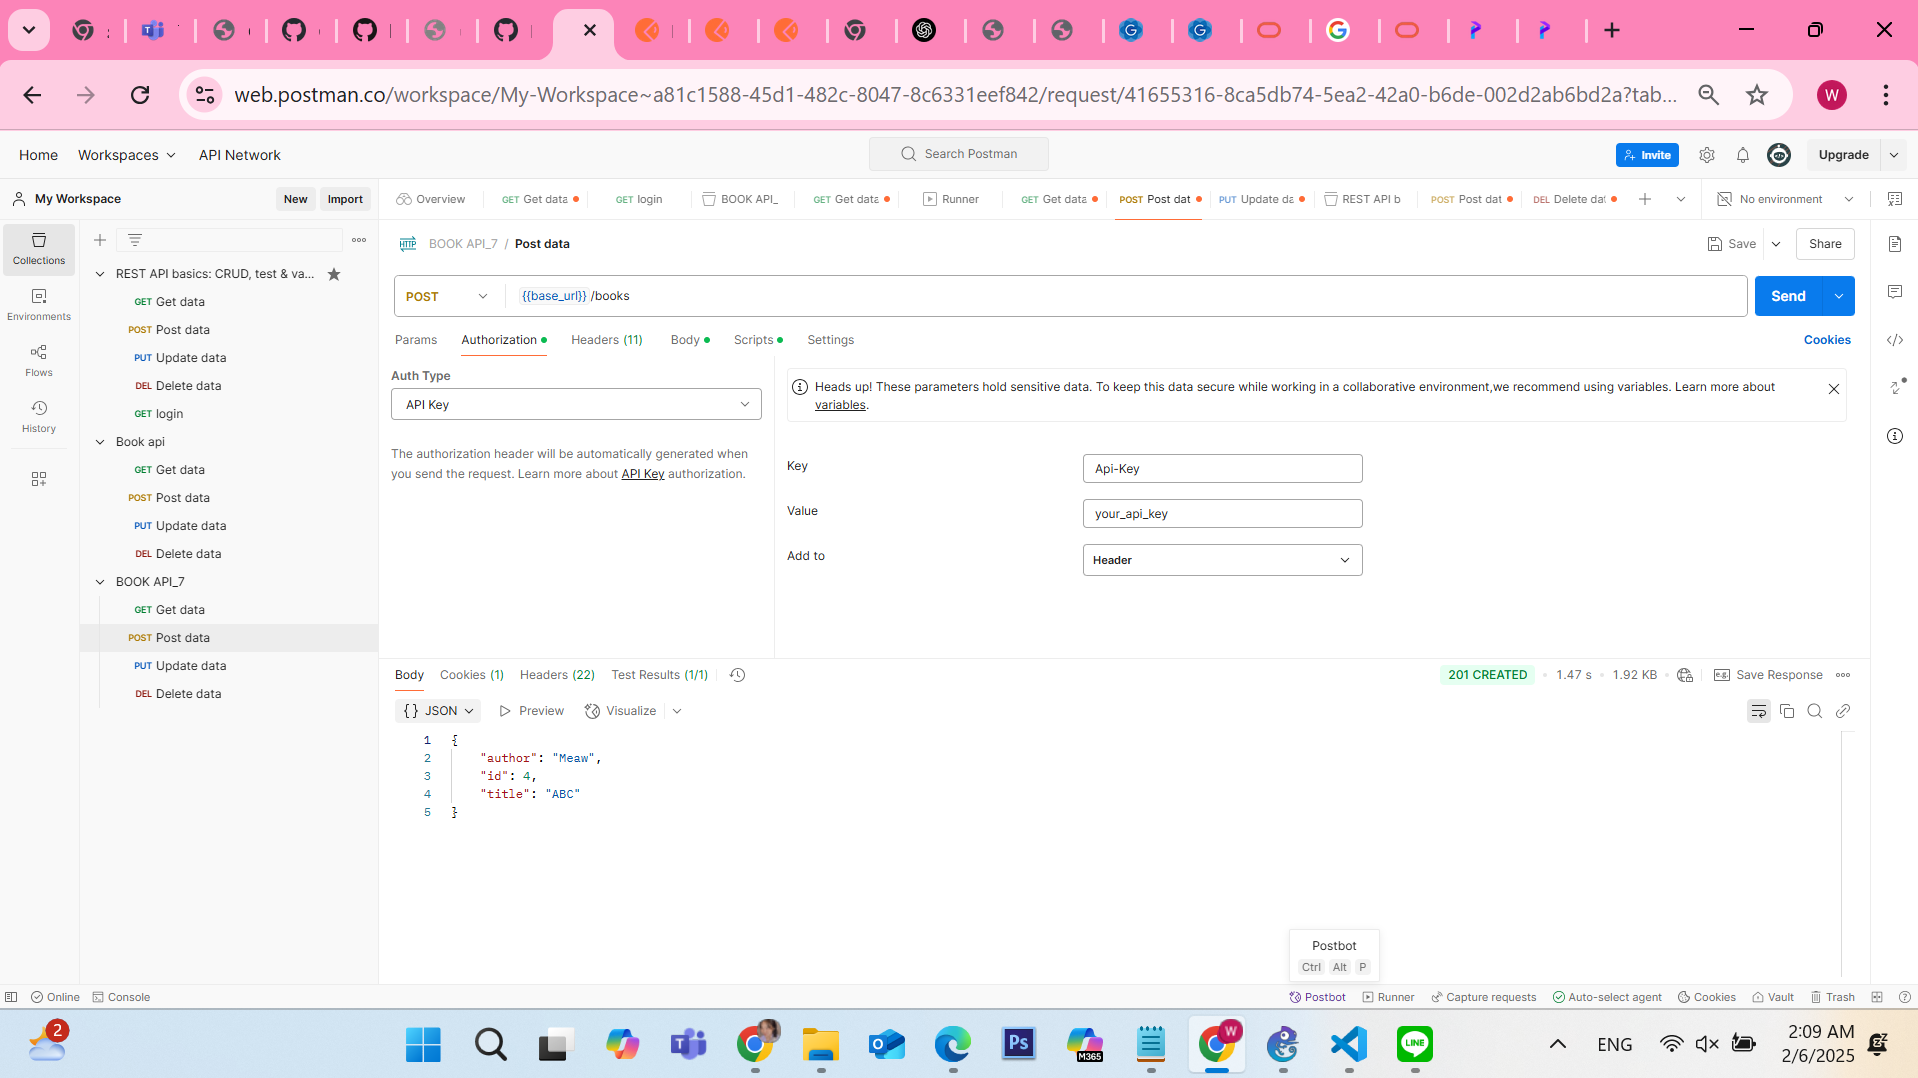 web.postman.co/workspace/My-Workspace~a81c1588-45d1-482c-8047-8c6331eef842/request/41655316-8ca5db74-5ea2-42a0-b6de-002d2ab6bd2a?tab...
W
Home
Workspaces
API Network
Search Postman
Invite
Upgrade
My Workspace
New
Import
Overview
GET Get data
GET login
BOOK API_
GET Get data
Runner
GET Get data
POST Post dat
PUT Update da
REST API b
POST Post dat
DEL Delete dat
No environment
Collections
Environments
Flows
History
REST API basics: CRUD, test & va...
GET Get data
POST Post data
PUT Update data
DEL Delete data
GET login
Book api
GET Get data
POST Post data
PUT Update data
DEL Delete data
BOOK API_7
GET Get data
POST Post data
PUT Update data
DEL Delete data
HTTP
BOOK API_7 / Post data
Save
Share
POST
{{base_url}} /books
Send
Params
Authorization
Headers (11)
Body
Scripts
Settings
Cookies
Auth Type
API Key
The authorization header will be automatically generated when
you send the request. Learn more about API Key authorization.
Heads up! These parameters hold sensitive data. To keep this data secure while working in a collaborative environment,we recommend using variables. Learn more about
variables.
Key
Api-Key
Value
your_api_key
Add to
Header
Body
Cookies (1)
Headers (22)
Test Results (1/1)
201 CREATED
1.47 s
1.92 KB
e.g.
Save Response
{} JSON
Preview
Visualize
1 {
2 "author": "Meaw",
3 "id": 4,
4 "title": "ABC"
5 }
Postbot
Ctrl Alt P
Online
Console
Postbot
Runner
Capture requests
Auto-select agent
Cookies
Vault
Trash
2
Ps
M365
W
LINE
ENG
2:09 AM
2/6/2025